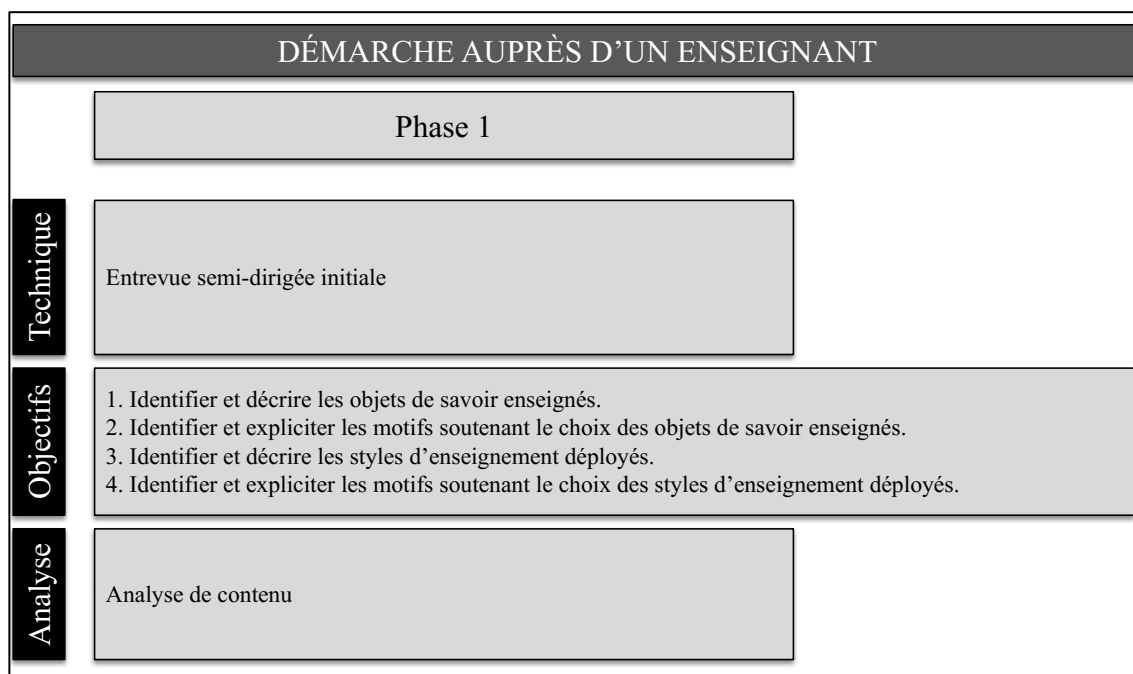 DÉMARCHE AUPRÈS D’UN ENSEIGNANT
Phase 1
Technique
Entrevue semi-dirigée initiale
Objectifs
1. Identifier et décrire les objets de savoir enseignés.
2. Identifier et expliciter les motifs soutenant le choix des objets de savoir enseignés.
3. Identifier et décrire les styles d’enseignement déployés.
4. Identifier et expliciter les motifs soutenant le choix des styles d’enseignement déployés.
Analyse
Analyse de contenu